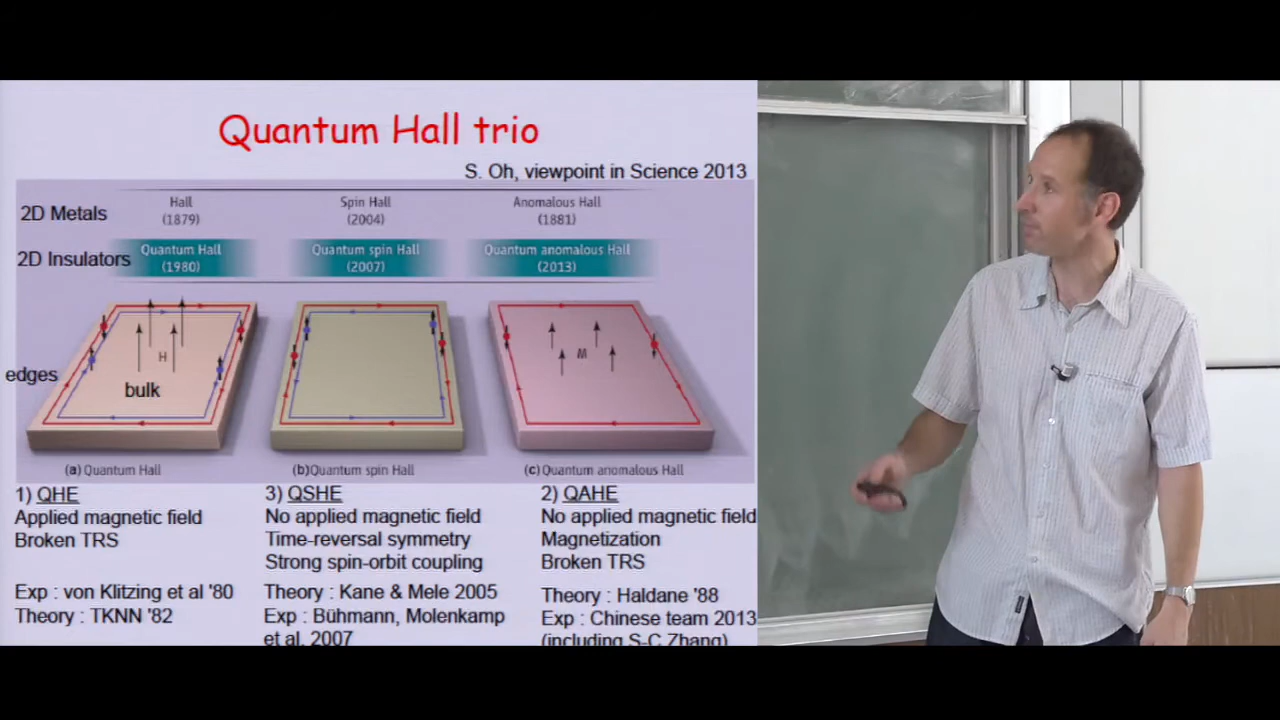 Quantum Hall trio
S. Oh, viewpoint in Science 2013
2D Metals
Hall
(1879)
Spin Hall
(2004)
Anomalous Hall
(1881)
2D Insulators
Quantum Hall
(1980)
Quantum spin Hall
(2007)
Quantum anomalous Hall
(2013)
edges
H
bulk
M
(a) Quantum Hall
(b) Quantum spin Hall
(c) Quantum anomalous Hall
1) QHE
Applied magnetic field
Broken TRS
Exp : von Klitzing et al '80
Theory : TKNN '82
3) QSHE
No applied magnetic field
Time-reversal symmetry
Strong spin-orbit coupling
Theory : Kane & Mele 2005
Exp : Bühmann, Molenkamp
et al. 2007
2) QAHE
No applied magnetic field
Magnetization
Broken TRS
Theory : Haldane '88
Exp : Chinese team 2013
(including S-C Zhang)